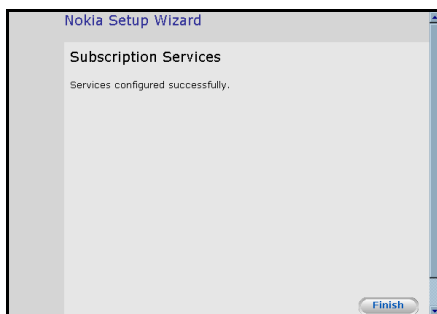 Nokia Setup Wizard
Subscription Services
Services configured successfully.
Finish